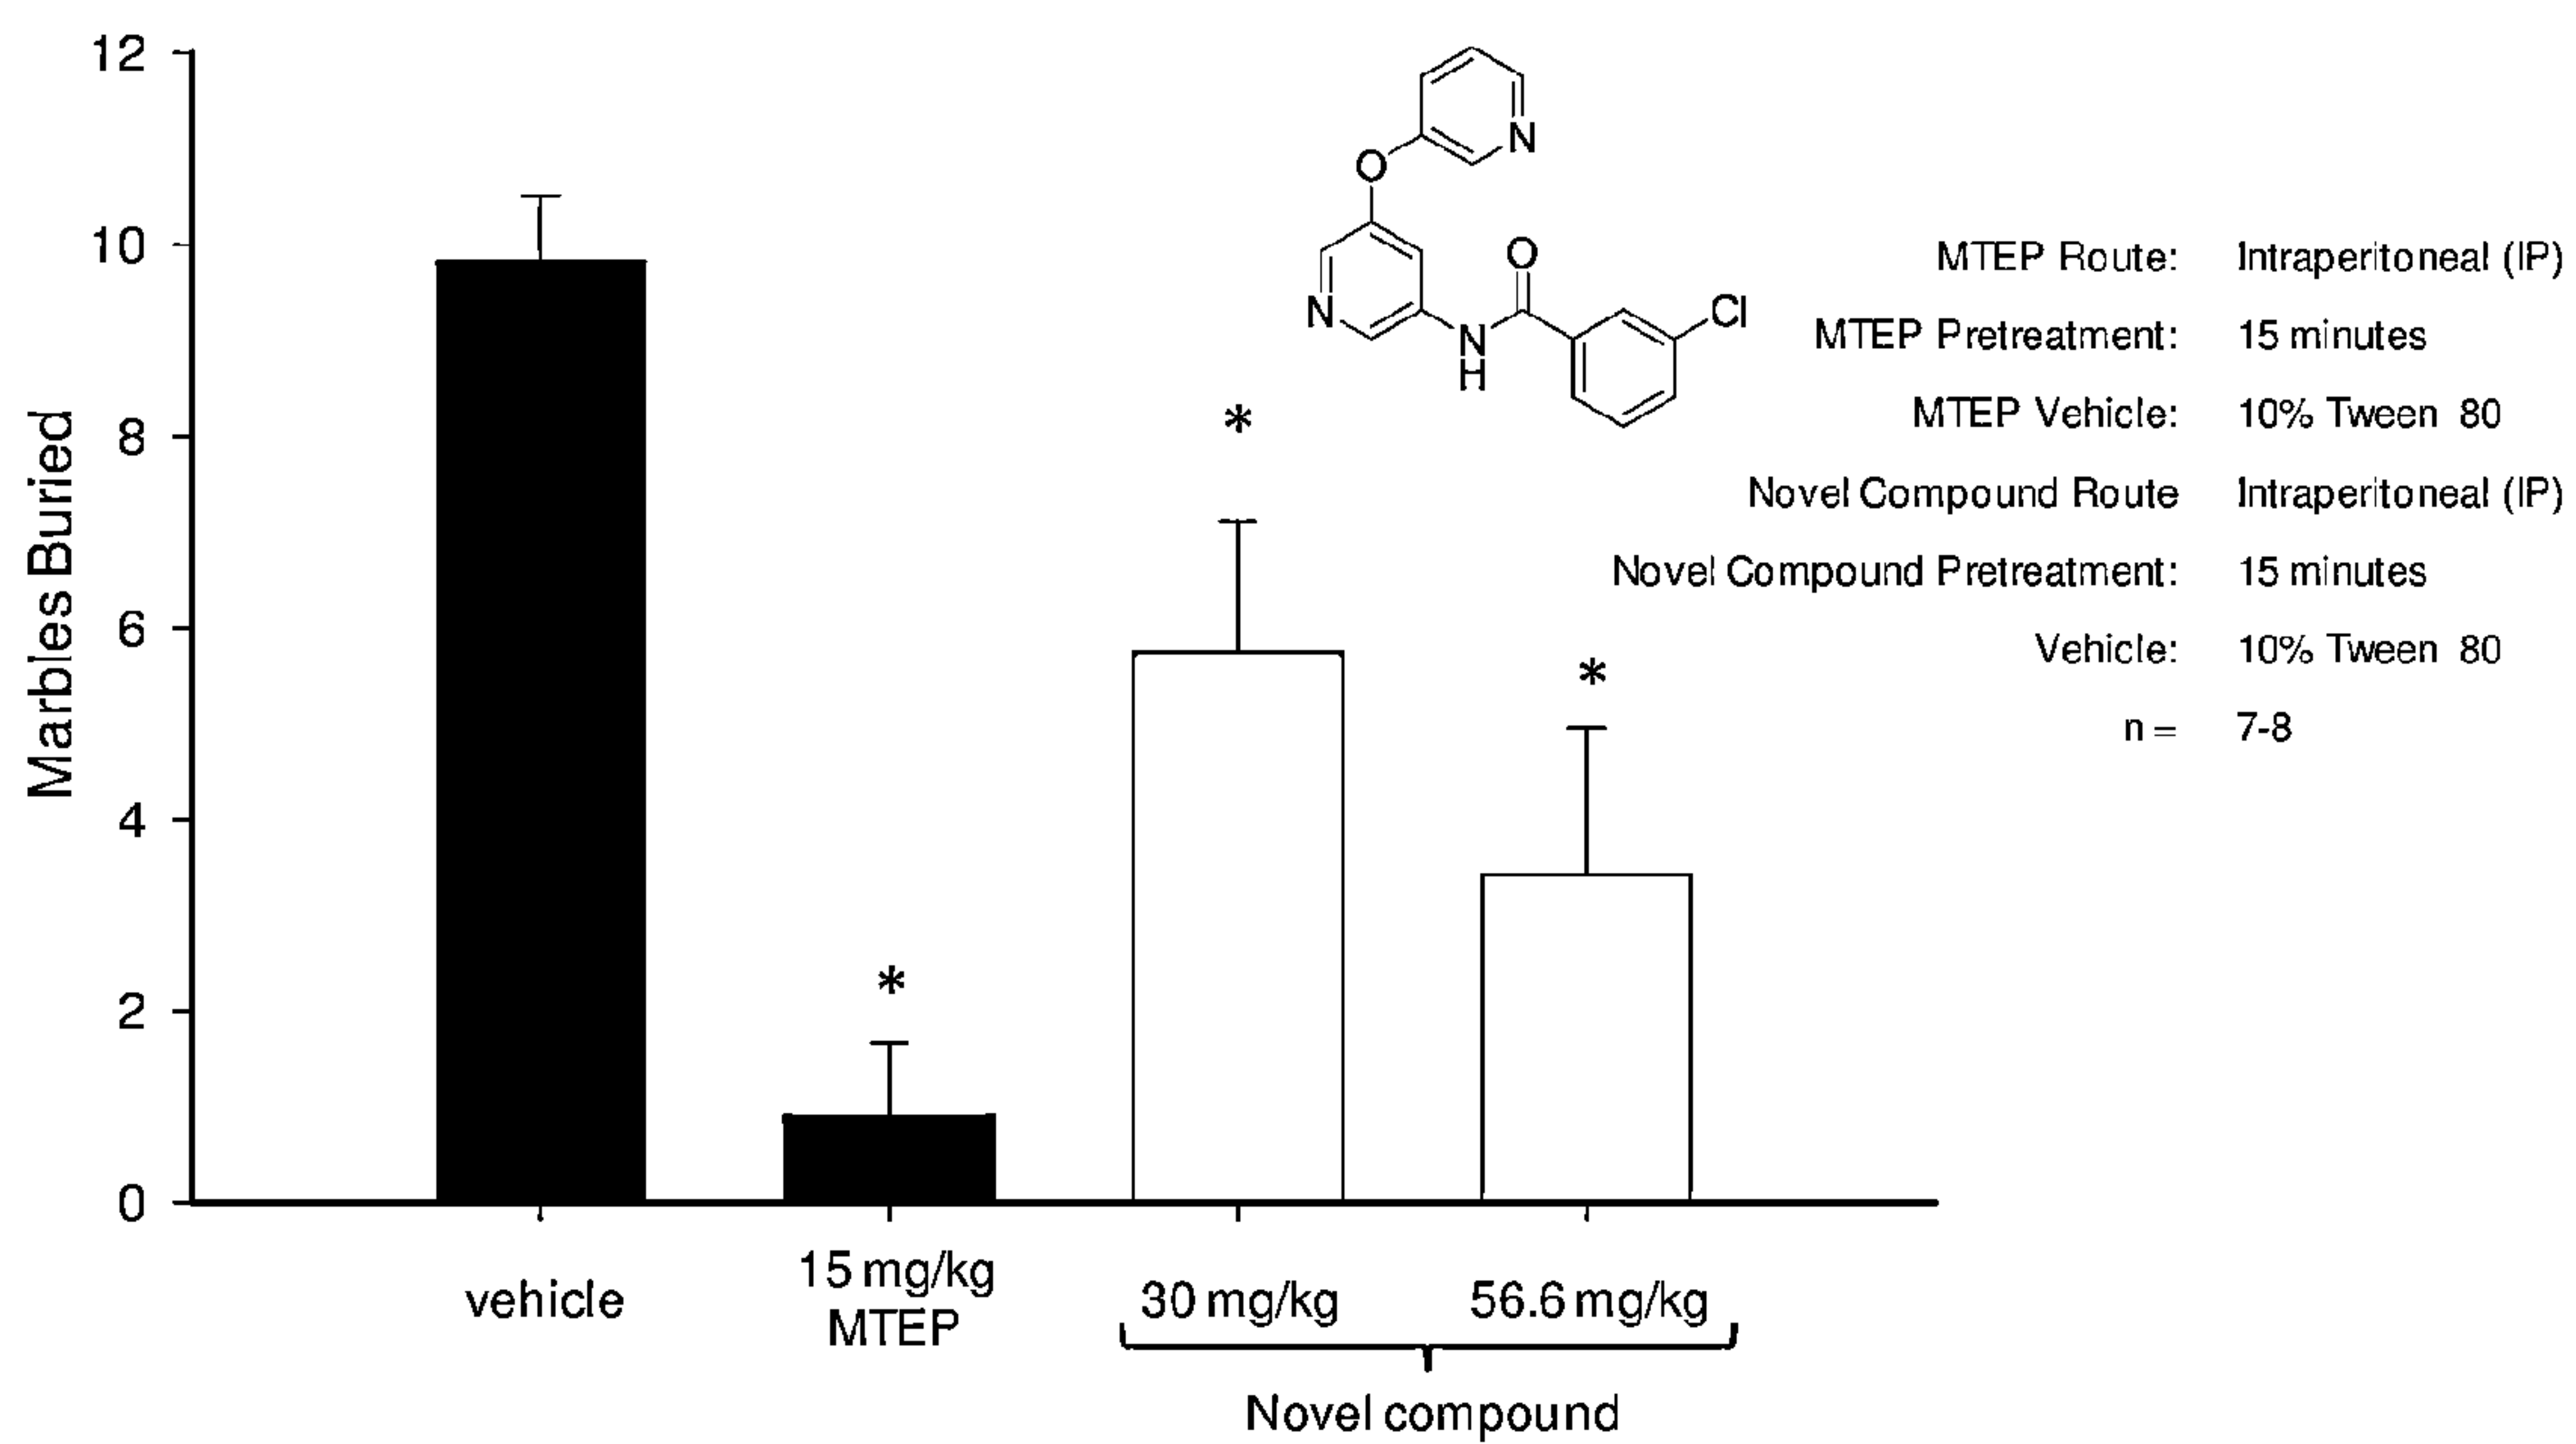 12
10
8
6
4
2
0
Marbles Buried
N
O
N
O
N
H
Cl
*
*
*
MTEP Route: Intraperitoneal (IP)
MTEP Pretreatment: 15 minutes
MTEP Vehicle: 10% Tween 80
Novel Compound Route Intraperitoneal (IP)
Novel Compound Pretreatment: 15 minutes
Vehicle: 10% Tween 80
n = 7-8
vehicle
15 mg/kg
MTEP
30 mg/kg
56.6 mg/kg
Novel compound